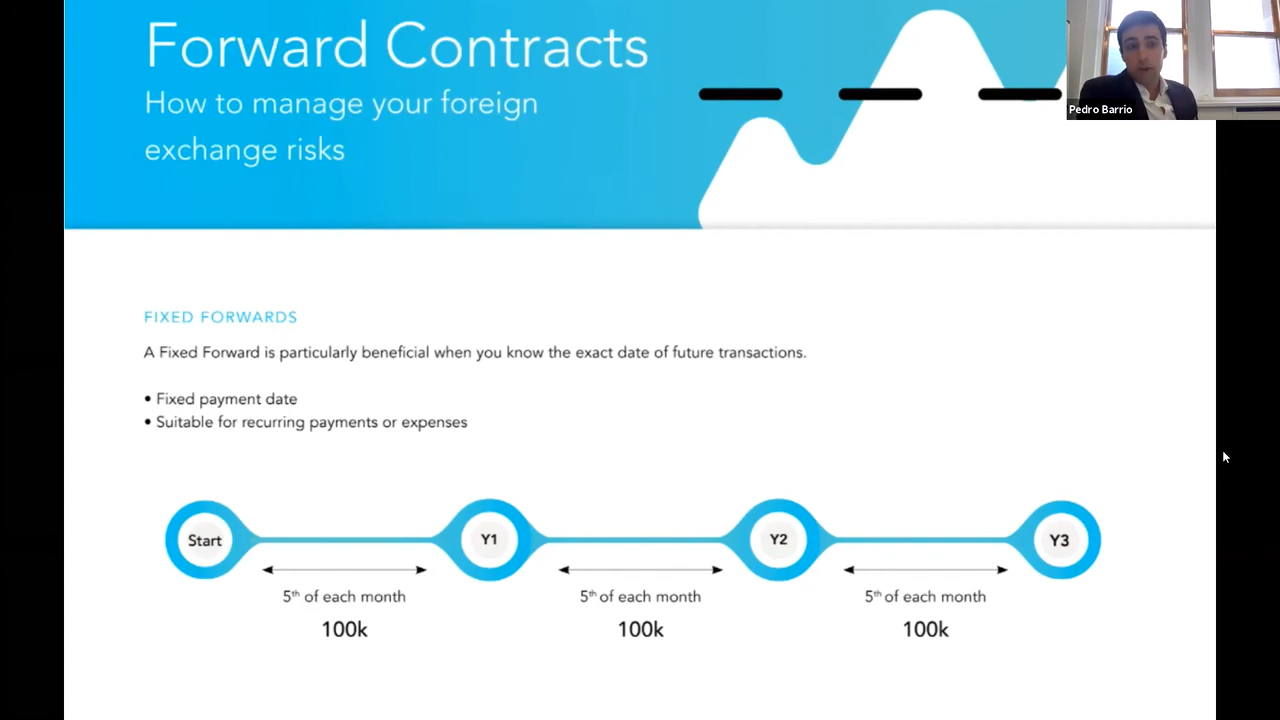 Forward Contracts
How to manage your foreign
exchange risks
Pedro Barrio
FIXED FORWARDS
A Fixed Forward is particularly beneficial when you know the exact date of future transactions.
• Fixed payment date
• Suitable for recurring payments or expenses
Start Y1 Y2 Y3
5th of each month 5th of each month 5th of each month
100k 100k 100k